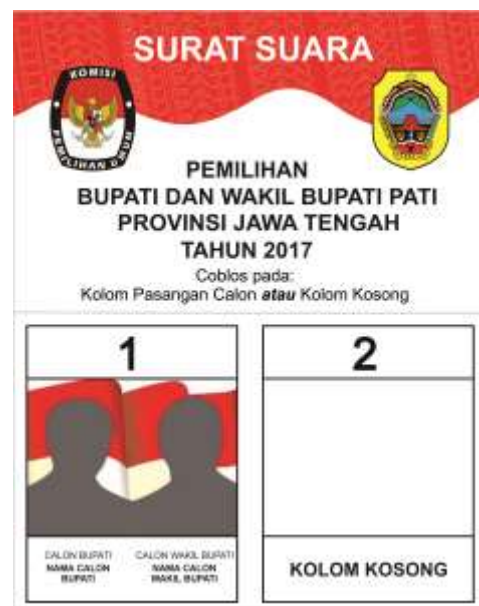 SURAT SUARA
KOMISI
PEMILIHAN UMUM
PEMILIHAN
BUPATI DAN WAKIL BUPATI PATI
PROVINSI JAWA TENGAH
TAHUN 2017
Coblos pada:
Kolom Pasangan Calon atau Kolom Kosong
1
2
CALON BUPATI
NAMA CALON
BUPATI
CALON WAKIL BUPATI
NAMA CALON
WAKIL BUPATI
KOLOM KOSONG